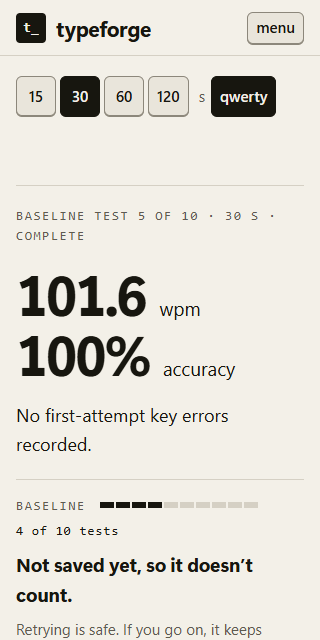 t_ typeforge menu
15 30 60 120 s qwerty
BASELINE TEST 5 OF 10 · 30 S ·
COMPLETE
101.6 wpm
100% accuracy
No first-attempt key errors
recorded.
BASELINE
4 of 10 tests
Not saved yet, so it doesn’t
count.
Retrying is safe. If you go on, it keeps